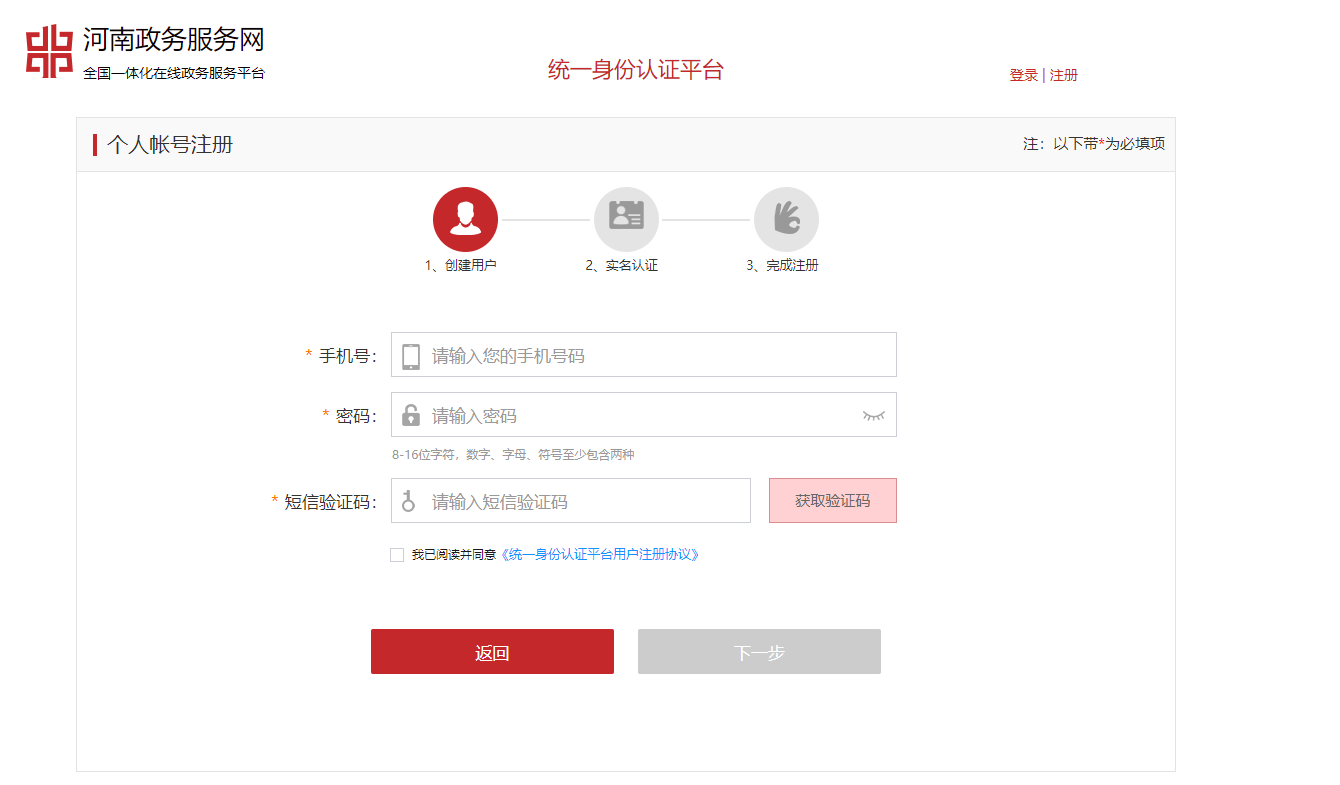 河南政务服务网
全国一体化在线政务服务平台
统一身份认证平台
登录 | 注册
个人帐号注册
注：以下带*为必填项
1、创建用户
2、实名认证
3、完成注册
* 手机号：
请输入您的手机号码
* 密码：
请输入密码
8-16位字符，数字、字母、符号至少包含两种
* 短信验证码：
请输入短信验证码
获取验证码
我已阅读并同意《统一身份认证平台用户注册协议》
返回
下一步